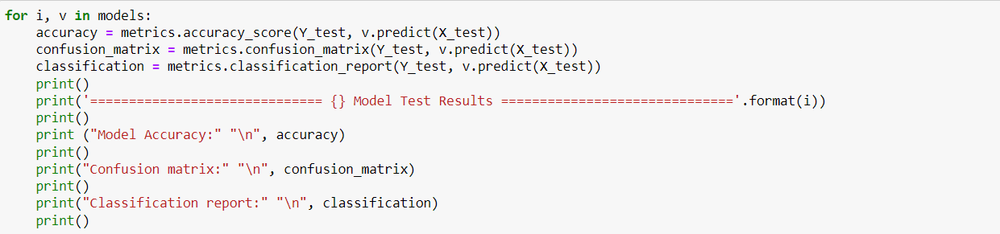 for i, v in models:
    accuracy = metrics.accuracy_score(Y_test, v.predict(X_test))
    confusion_matrix = metrics.confusion_matrix(Y_test, v.predict(X_test))
    classification = metrics.classification_report(Y_test, v.predict(X_test))
    print()
    print('============================== {} Model Test Results =============================='.format(i))
    print()
    print ("Model Accuracy:" "\n", accuracy)
    print()
    print("Confusion matrix:" "\n", confusion_matrix)
    print()
    print("Classification report:" "\n", classification)
    print()